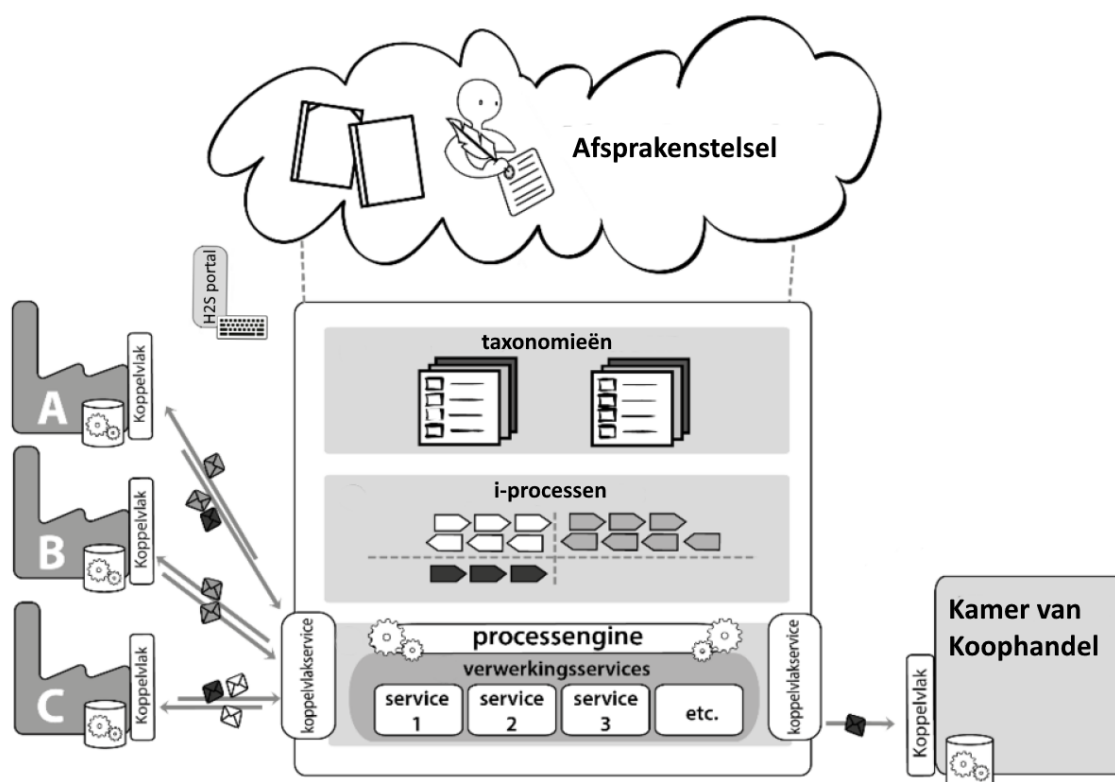 Afsprakenstelsel
H2S portal
taxonomieën
A
Koppelvlak
i-processen
B
Koppelvlak
C
Koppelvlak
koppelvlakservice
processengine
verwerkingsservices
service
1
service
2
service
3
etc.
koppelvlakservice
Kamer van
Koophandel
Koppelvlak